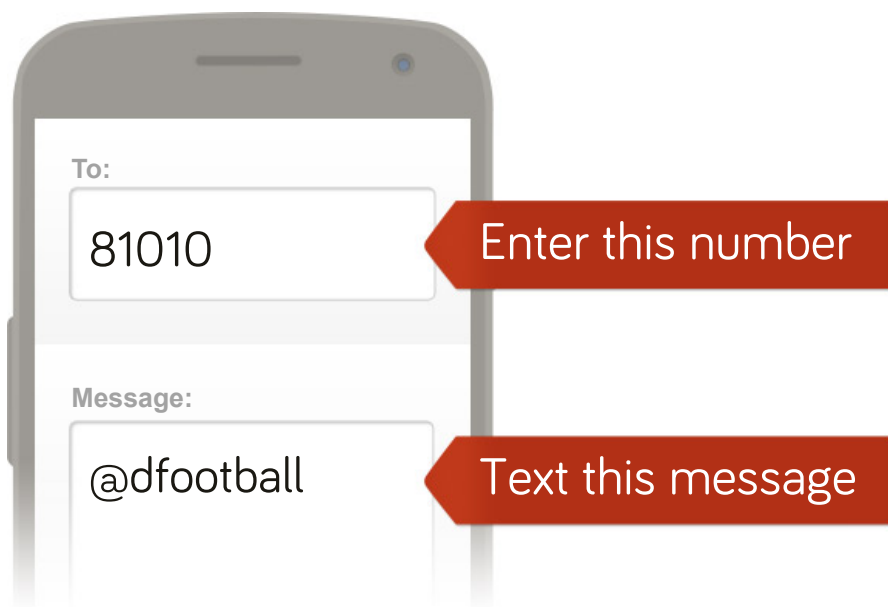 To:
81010
Enter this number
Message:
@dfootball
Text this message